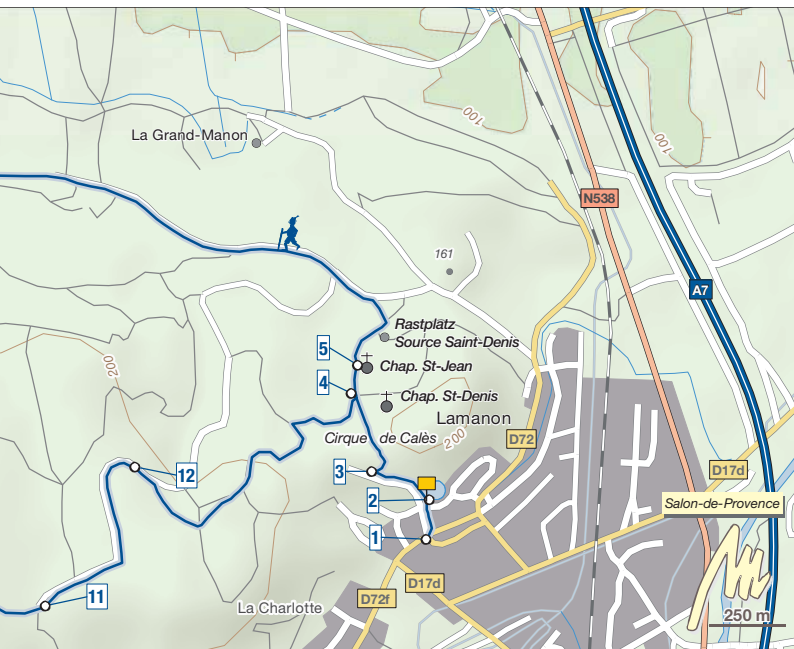 100
100
La Grand-Manon
N538
161
A7
Rastplatz
Source Saint-Denis
5
Chap. St-Jean
200
4
Chap. St-Denis
Lamanon
Cirque de Calès
200
D72
3
D17d
12
2
Salon-de-Provence
1
D17d
11
D72f
La Charlotte
250 m